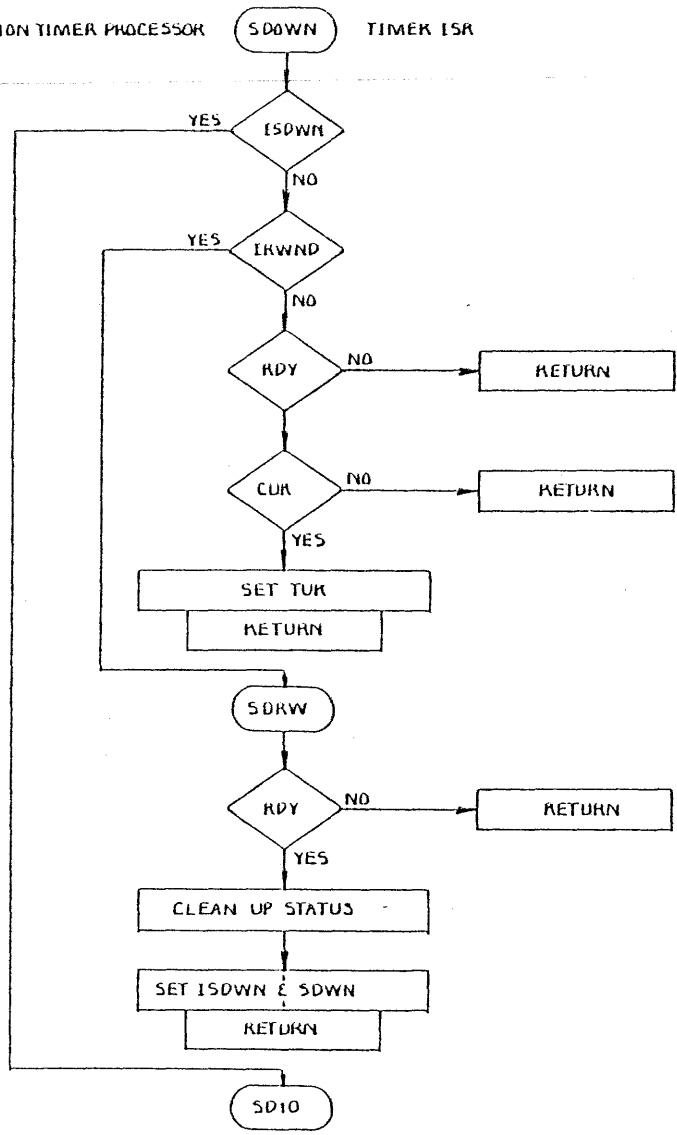 ION TIMER PROCESSOR SDOWN TIMER ISR
YES ISDWN
NO
YES IRWND
NO
RDY NO RETURN
CUR NO RETURN
YES
SET TUR
RETURN
SDRW
RDY NO RETURN
YES
CLEAN UP STATUS
SET ISDWN & SDWN
RETURN
SD10